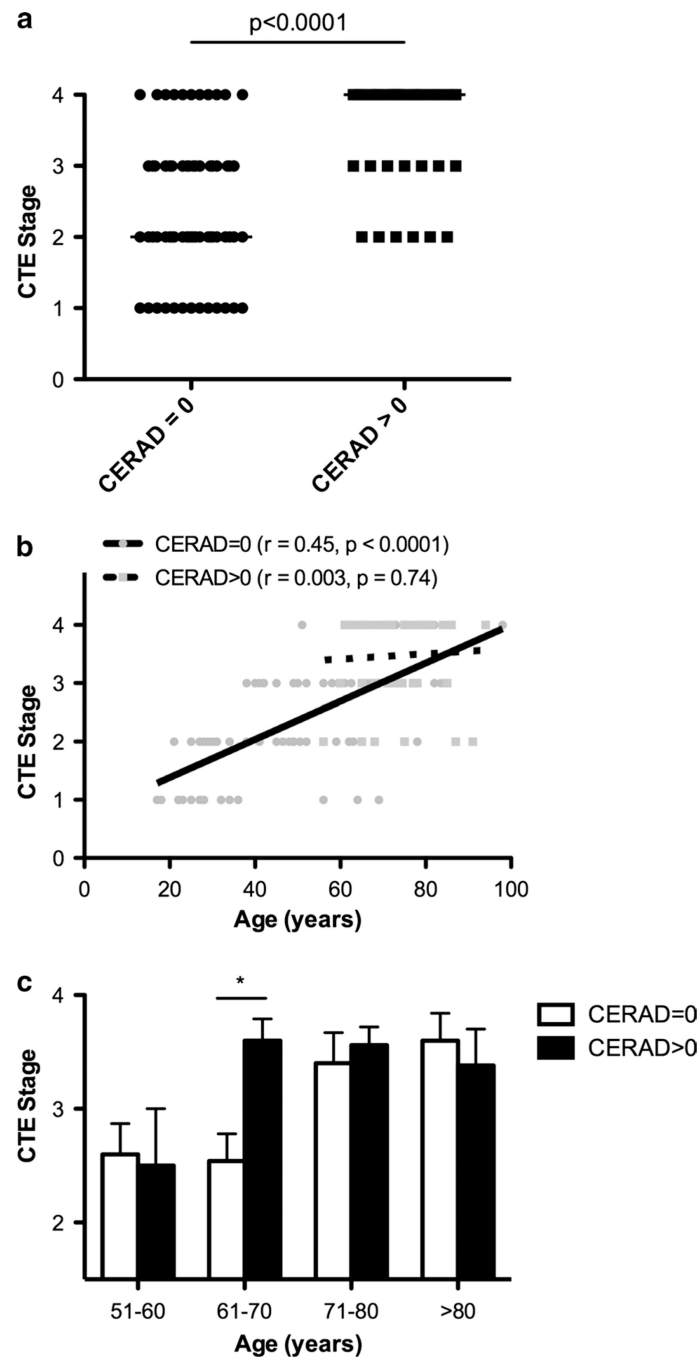 a
p<0.0001
4
3
2
1
0
CTE Stage
CERAD = 0
CERAD > 0
b
CERAD=0 (r = 0.45, p < 0.0001)
CERAD>0 (r = 0.003, p = 0.74)
4
3
2
1
0
CTE Stage
0 20 40 60 80 100
Age (years)
c
*
4
3
2
CTE Stage
CERAD=0
CERAD>0
51-60 61-70 71-80 >80
Age (years)